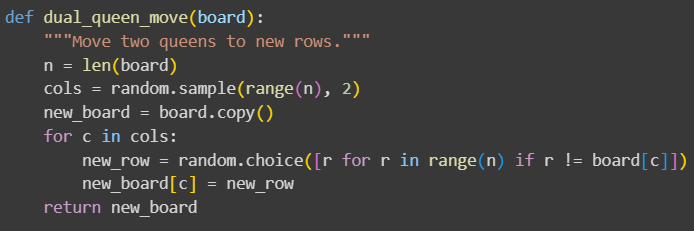 def dual_queen_move(board):
    """Move two queens to new rows."""
    n = len(board)
    cols = random.sample(range(n), 2)
    new_board = board.copy()
    for c in cols:
        new_row = random.choice([r for r in range(n) if r != board[c]])
        new_board[c] = new_row
    return new_board